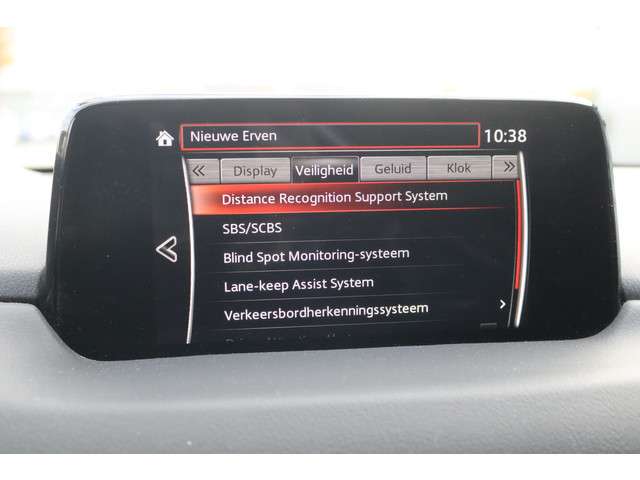 Nieuwe Erven 10:38
« Display Veiligheid Geluid Klok »
Distance Recognition Support System
SBS/SCBS
Blind Spot Monitoring-systeem
Lane-keep Assist System
Verkeersbordherkenningssysteem